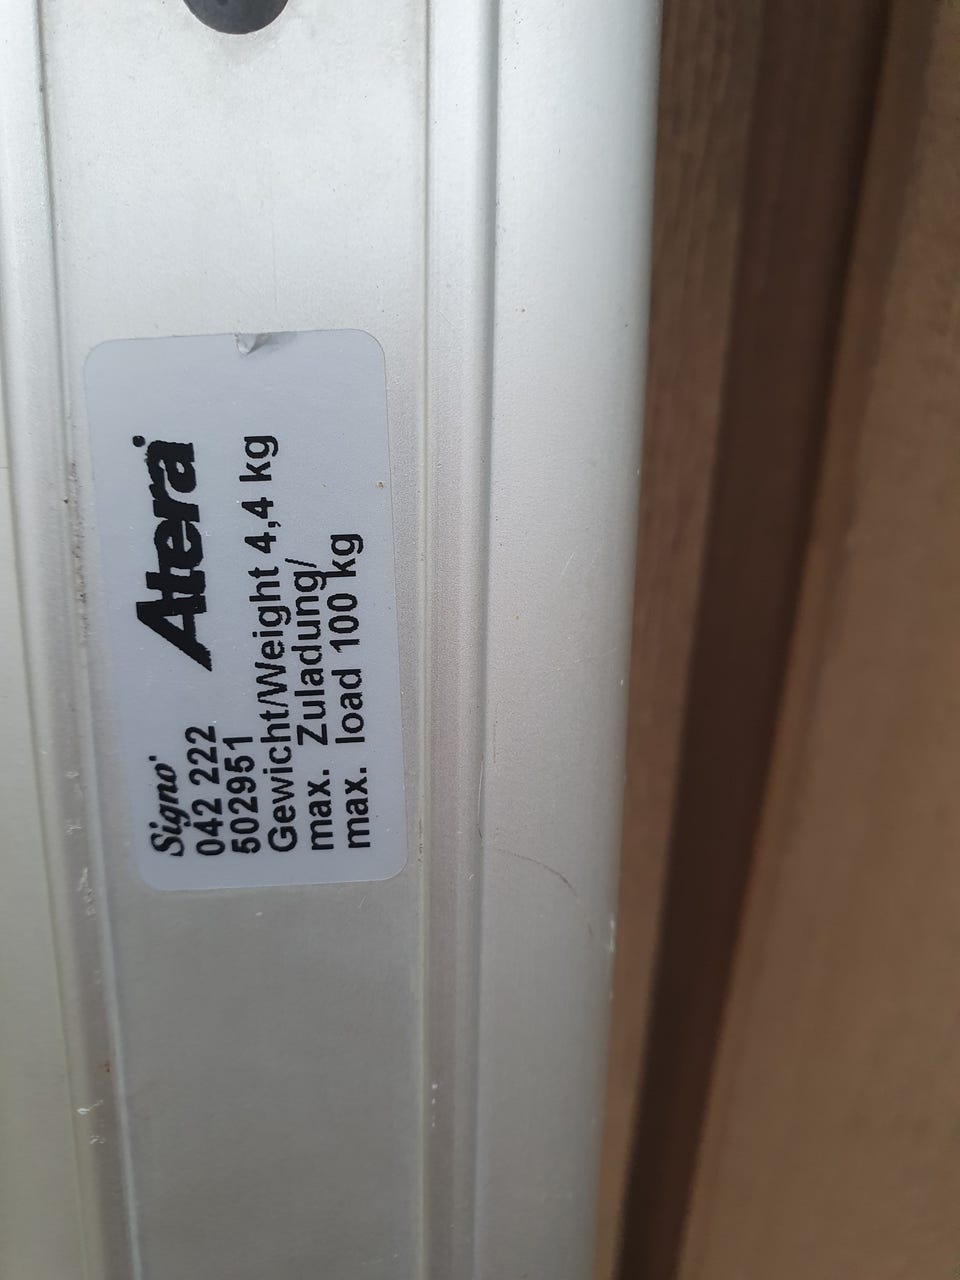 Signo
042 222 Atera
502951
Gewicht/Weight 4,4 kg
max. Zuladung/
max. load 100 kg